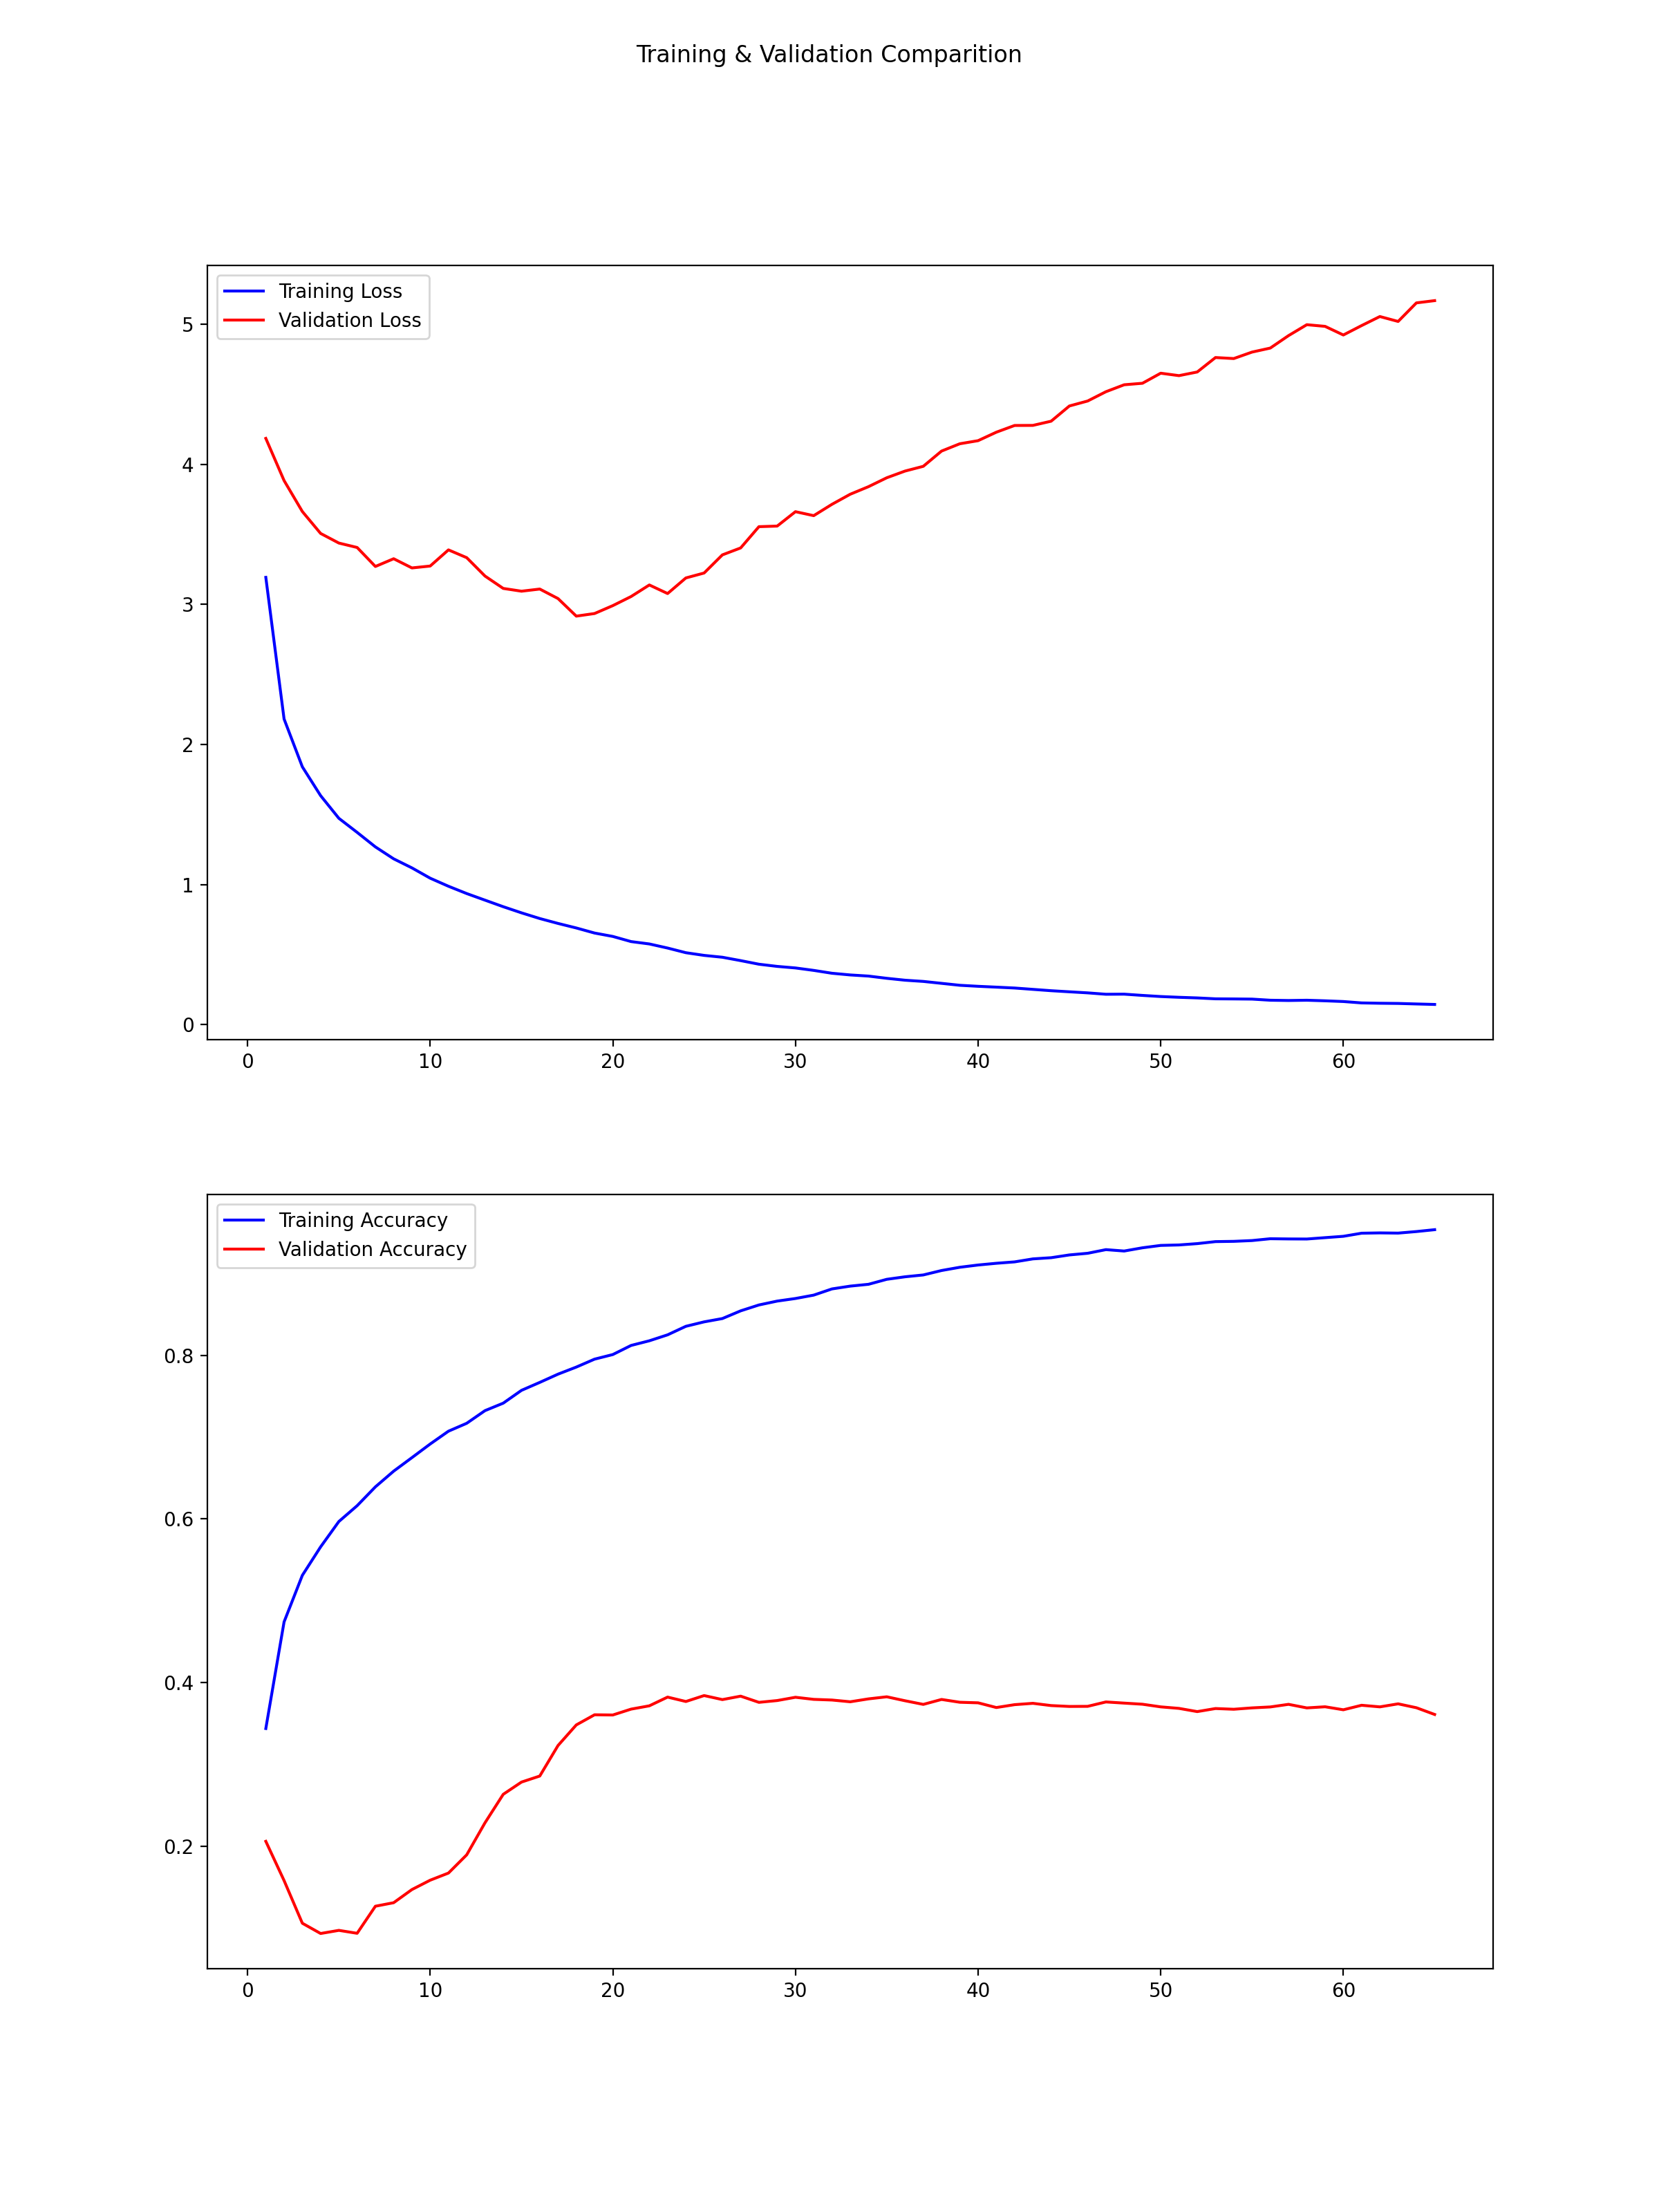 Training & Validation Comparition
Training Loss
Validation Loss
5
4
3
2
1
0
0 10 20 30 40 50 60
Training Accuracy
Validation Accuracy
0.8
0.6
0.4
0.2
0 10 20 30 40 50 60